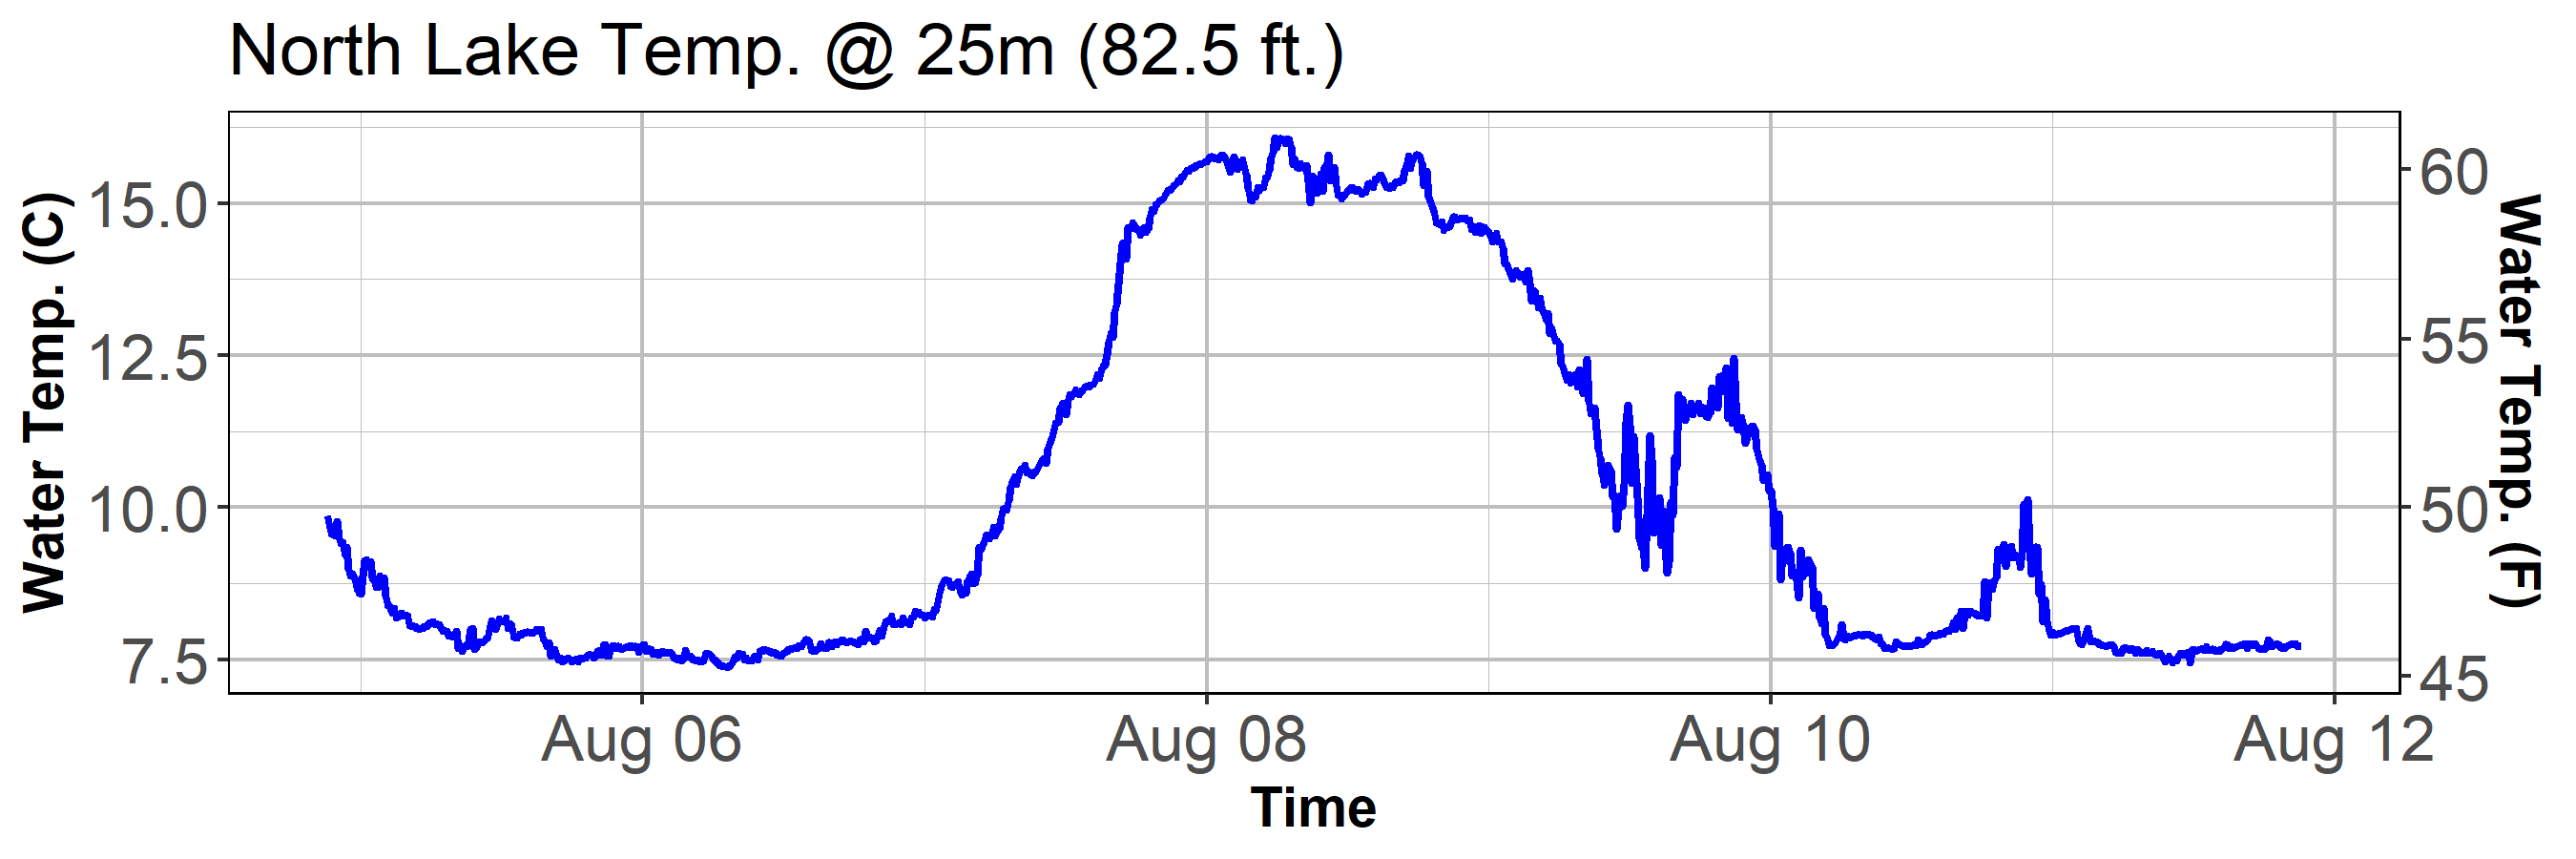 North Lake Temp. @ 25m (82.5 ft.)
Water Temp. (C)
15.0
12.5
10.0
7.5
60
55
50
45
Water Temp. (F)
Aug 06
Aug 08
Aug 10
Aug 12
Time